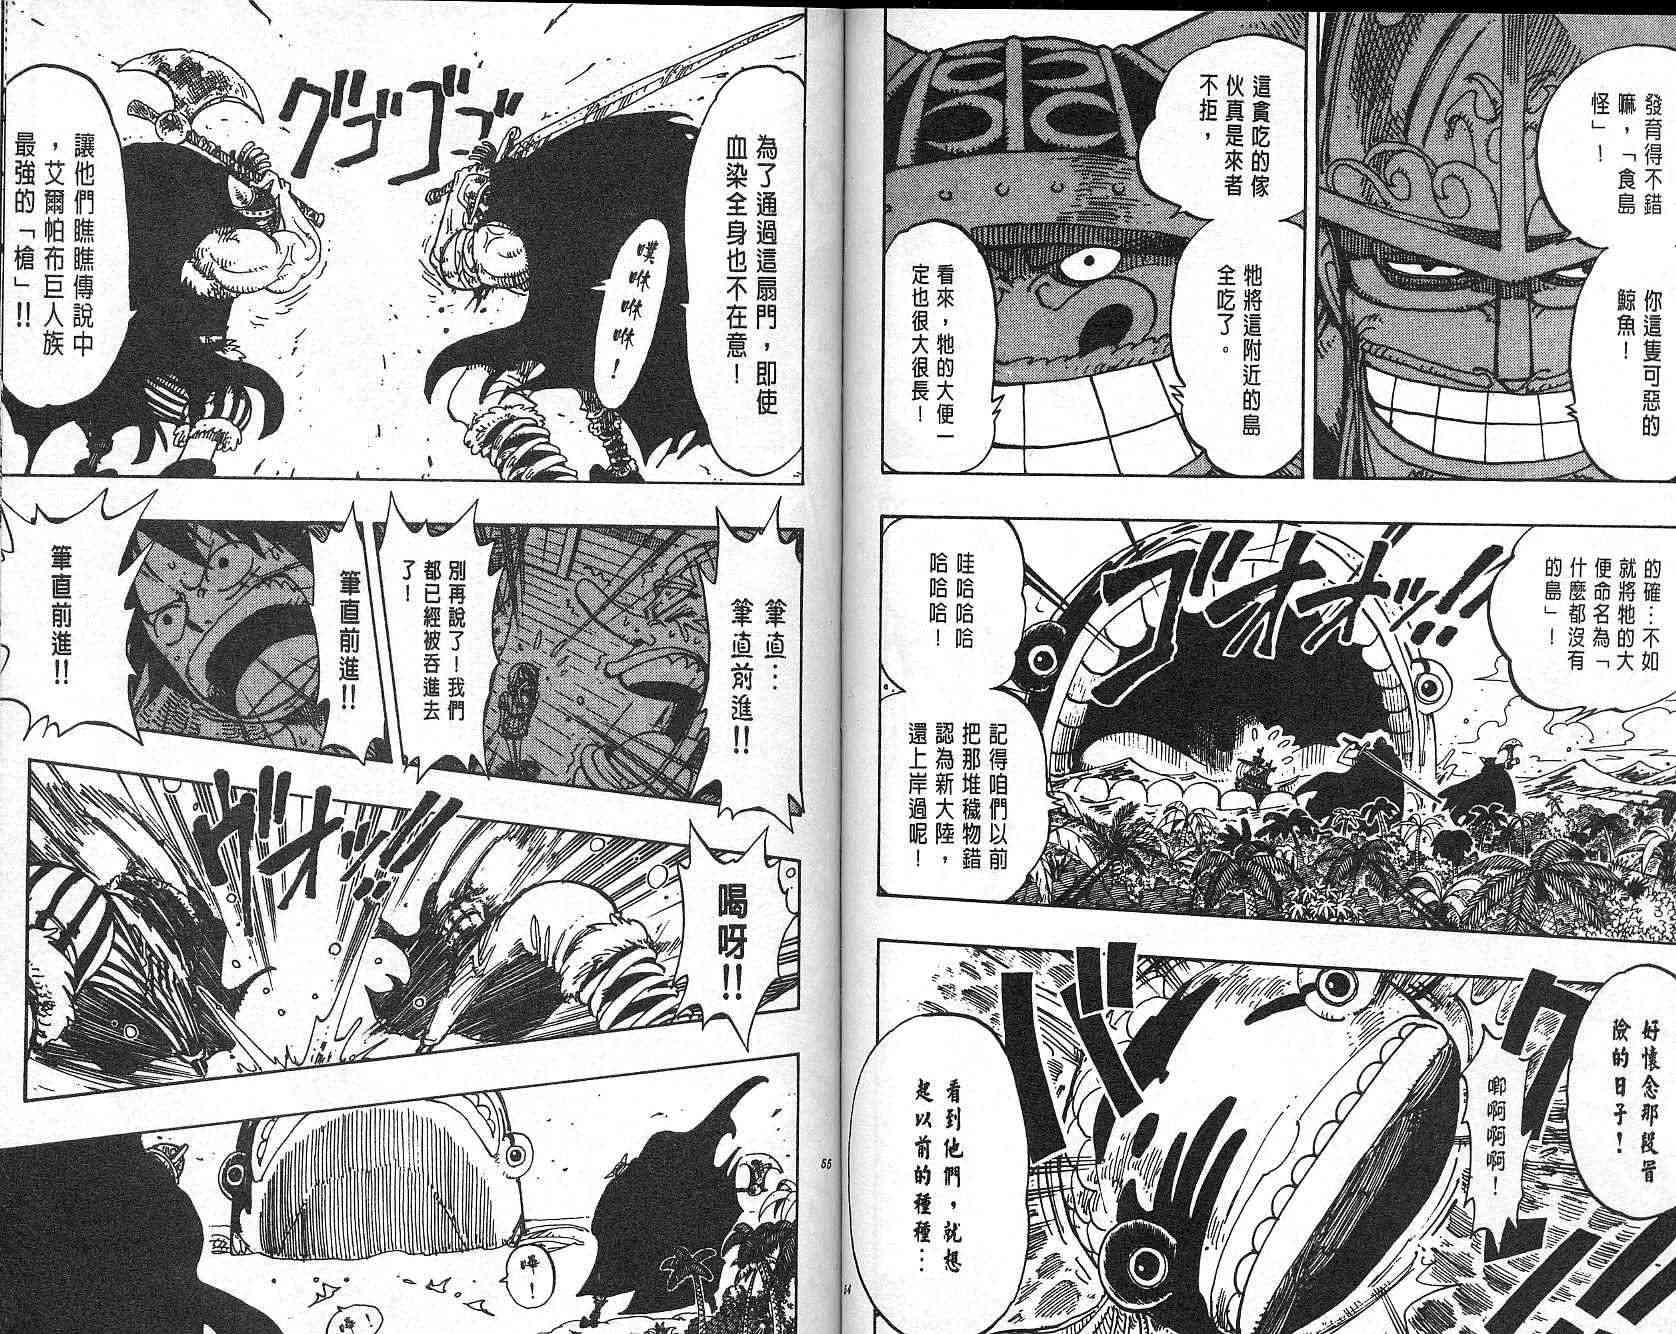 發育得不錯
嘛，「食島
怪」！
你這隻可惡的
鯨魚！
這貪吃的傢
伙真是來者
不拒，
牠將這附近的島
全吃了。
看來，牠的大便一
定也很大很長！
的確…不如
就將牠的大
便命名為「
什麼都沒有
的島」！
哇哈哈哈
哈哈哈！
記得咱們以前
把那堆穢物錯
認為新大陸，
還上岸過呢！
ゴオオオッ!!
好懷念那段冒
險的日子！
啷啊啊啊！
看到他們，就想
起以前的種種…
64
為了通過這扇門，即使
血染全身也不在意！
噗咻咻咻！
グゴゴゴゴ
讓他們瞧瞧傳說中
，艾爾帕布巨人族
最強的「槍」!!
筆直…
筆直前進!!
別再說了！我們
都已經被吞進去
了！
筆直前進!!
筆直前進!!
喝呀!!
ゴオオッ!!
嘩！
嘩！
55